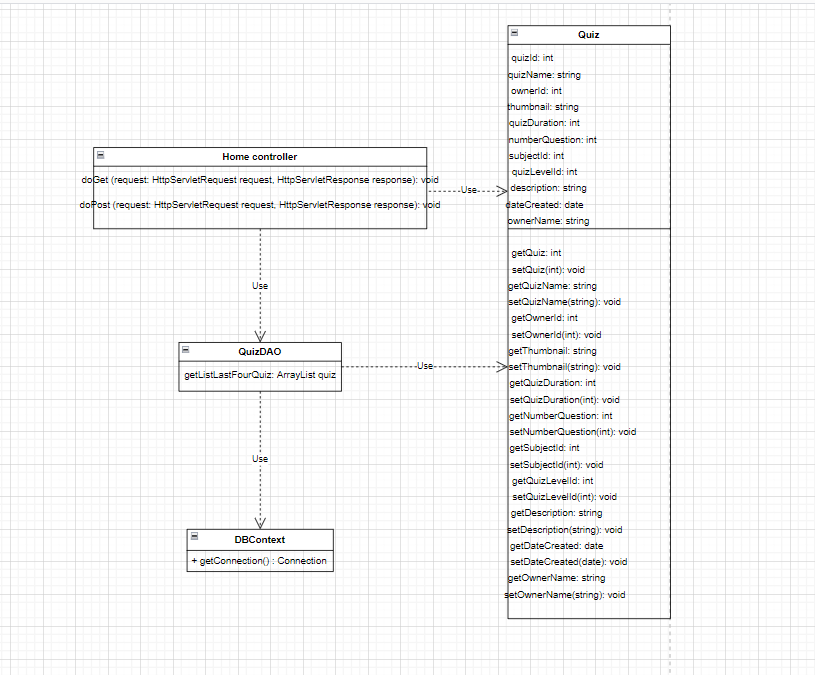 Quiz
quizId: int
quizName: string
ownerId: int
thumbnail: string
quizDuration: int
numberQuestion: int
subjectId: int
quizLevelId: int
description: string
dateCreated: date
ownerName: string
getQuiz: int
setQuiz(int): void
getQuizName: string
setQuizName(string): void
getOwnerId: int
setOwnerId(int): void
getThumbnail: string
setThumbnail(string): void
getQuizDuration: int
setQuizDuration(int): void
getNumberQuestion: int
setNumberQuestion(int): void
getSubjectId: int
setSubjectId(int): void
getQuizLevelId: int
setQuizLevelId(int): void
getDescription: string
setDescription(string): void
getDateCreated: date
setDateCreated(date): void
getOwnerName: string
setOwnerName(string): void
Home controller
doGet (request: HttpServletRequest request, HttpServletResponse response): void
doPost (request: HttpServletRequest request, HttpServletResponse response): void
Use
Use
QuizDAO
getListLastFourQuiz: ArrayList quiz
Use
Use
DBContext
+ getConnection() : Connection